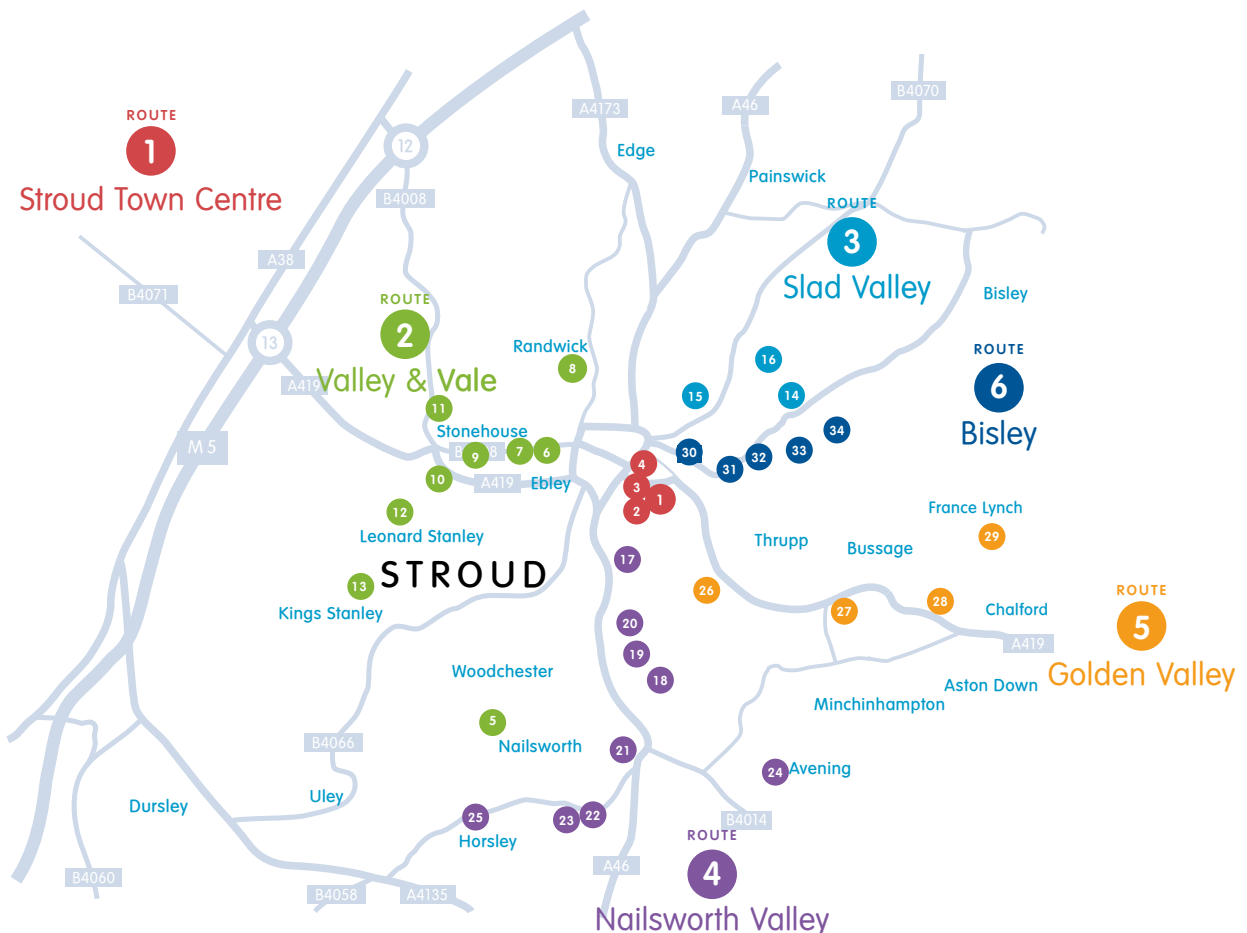 ROUTE
1
Stroud Town Centre
A4173
A46
B4070
12
Edge
Painswick
B4008
ROUTE
3
Slad Valley
A38
B4071
Bisley
ROUTE
2
Valley & Vale
13
A419
Randwick
8
16
15
14
ROUTE
6
Bisley
11
Stonehouse
M5
9
7
6
10
A419
Ebley
4
3
1
2
30
31
32
33
34
12
Leonard Stanley
STROUD
13
Kings Stanley
France Lynch
29
Thrupp
Bussage
17
26
27
28
Chalford
A419
ROUTE
5
Golden Valley
20
19
18
Woodchester
Aston Down
Minchinhampton
5
Nailsworth
21
B4066
24
Avening
Uley
Dursley
25
23
22
Horsley
B4014
ROUTE
4
Nailsworth Valley
A46
B4060
B4058
A4135